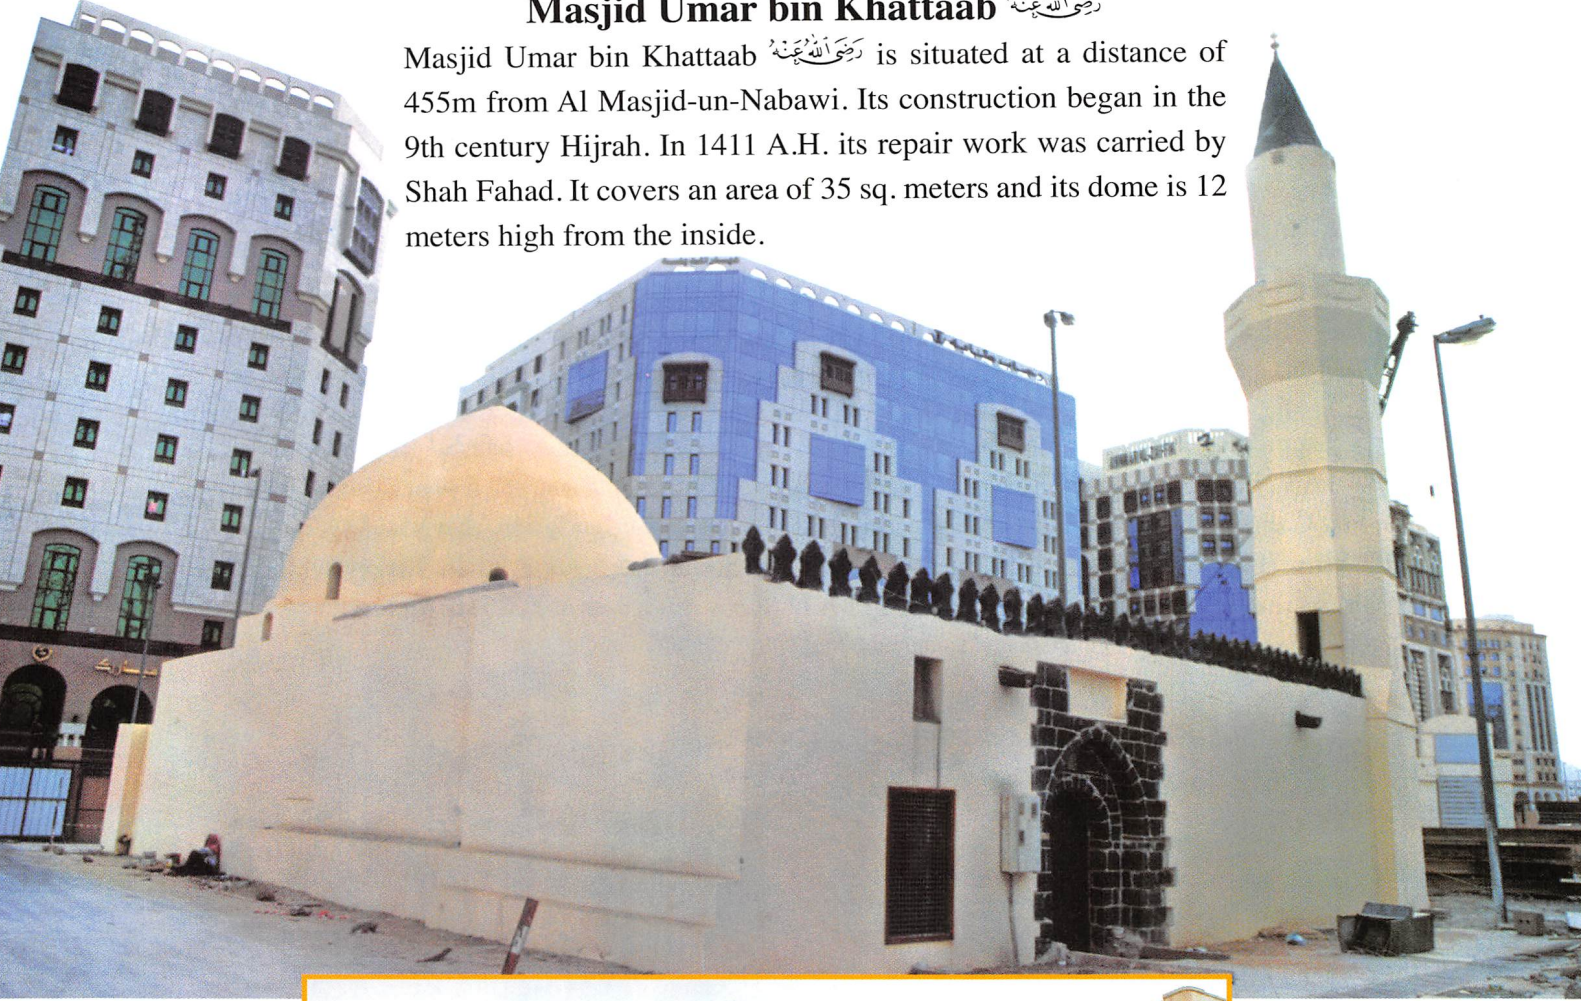 Masjid Umar bin Khattaab رَضِيَ اللهُ عَنْهُ
Masjid Umar bin Khattaab رَضِيَ اللهُ عَنْهُ is situated at a distance of
455m from Al Masjid-un-Nabawi. Its construction began in the
9th century Hijrah. In 1411 A.H. its repair work was carried by
Shah Fahad. It covers an area of 35 sq. meters and its dome is 12
meters high from the inside.